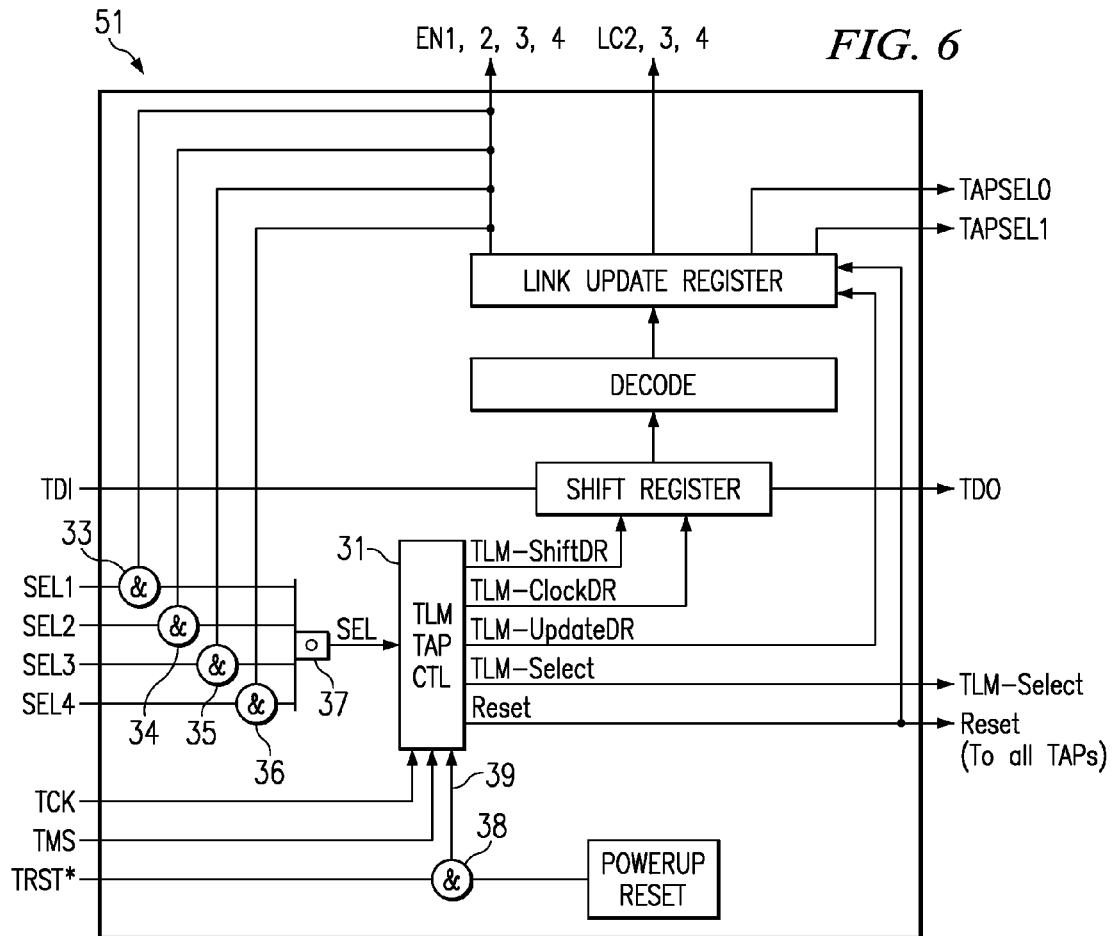 51
EN1, 2, 3, 4 LC2, 3, 4
FIG. 6
TAPSEL0
TAPSEL1
LINK UPDATE REGISTER
DECODE
TDI
SHIFT REGISTER
TDO
33
31
TLM-ShiftDR
SEL1
&
TLM
TAP
CTL
TLM-ClockDR
SEL2
&
SEL
TLM-UpdateDR
SEL3
&
TLM-Select
TLM-Select
SEL4
&
37
Reset
Reset
(To all TAPs)
34
35
36
39
TCK
38
TMS
TRST*
&
POWERUP
RESET